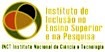 Instituto de
Inclusão no
Ensino Superior
e na Pesquisa
INCT Instituto Nacional de Ciência e Tecnologia